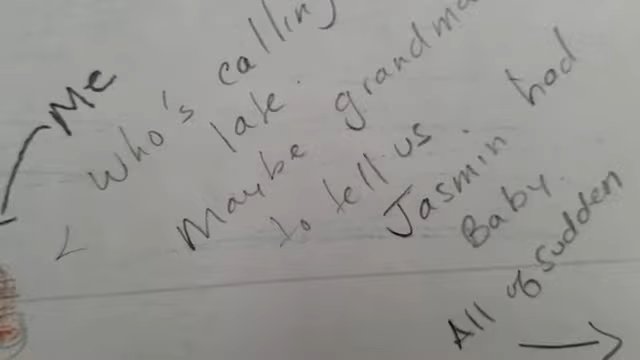 Me
Who's calling
late.
Maybe grandma
to tell us
Jasmin had
Baby.
All of sudden